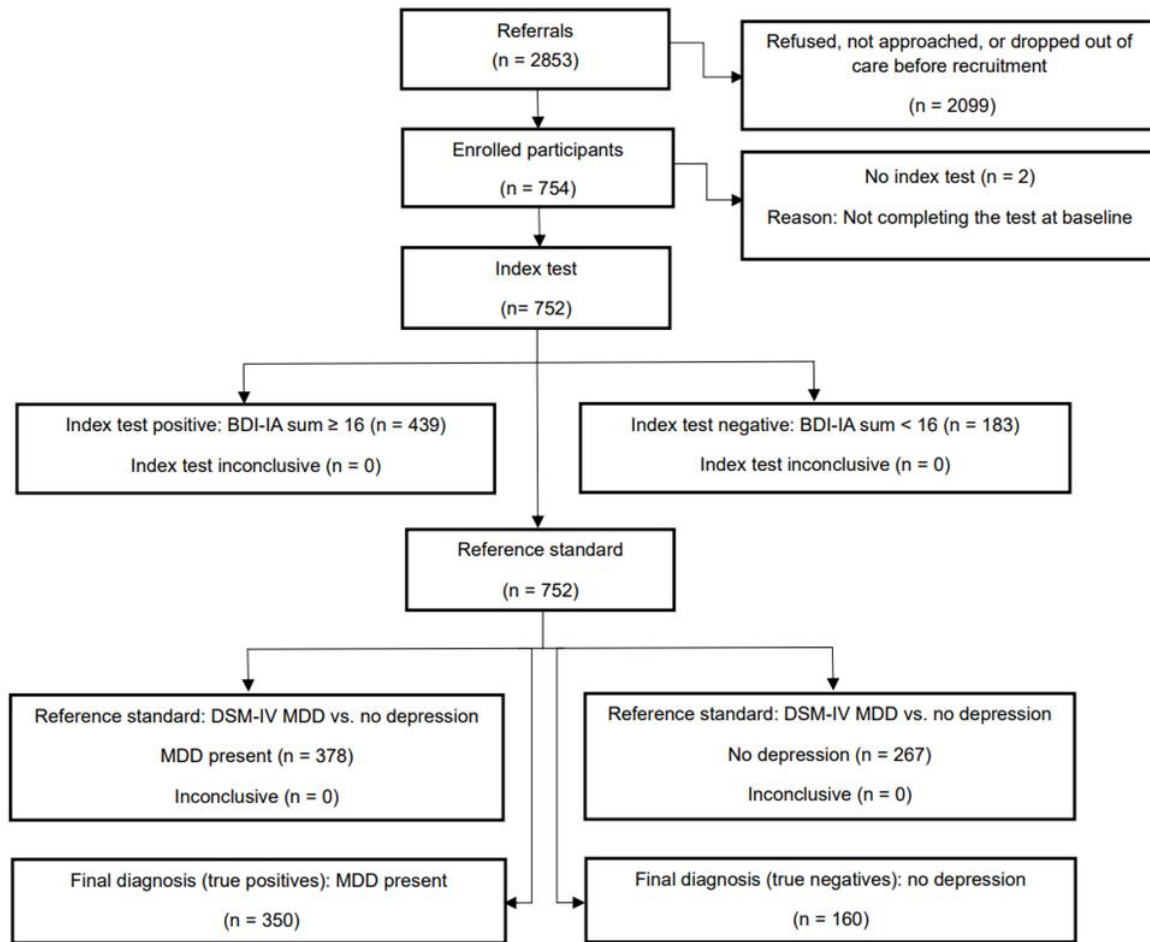 Referrals
(n = 2853)
Refused, not approached, or dropped out of
care before recruitment
(n = 2099)
Enrolled participants
(n = 754)
No index test (n = 2)
Reason: Not completing the test at baseline
Index test
(n= 752)
Index test positive: BDI-IA sum ≥ 16 (n = 439)
Index test inconclusive (n = 0)
Index test negative: BDI-IA sum < 16 (n = 183)
Index test inconclusive (n = 0)
Reference standard
(n = 752)
Reference standard: DSM-IV MDD vs. no depression
MDD present (n = 378)
Inconclusive (n = 0)
Reference standard: DSM-IV MDD vs. no depression
No depression (n = 267)
Inconclusive (n = 0)
Final diagnosis (true positives): MDD present
(n = 350)
Final diagnosis (true negatives): no depression
(n = 160)